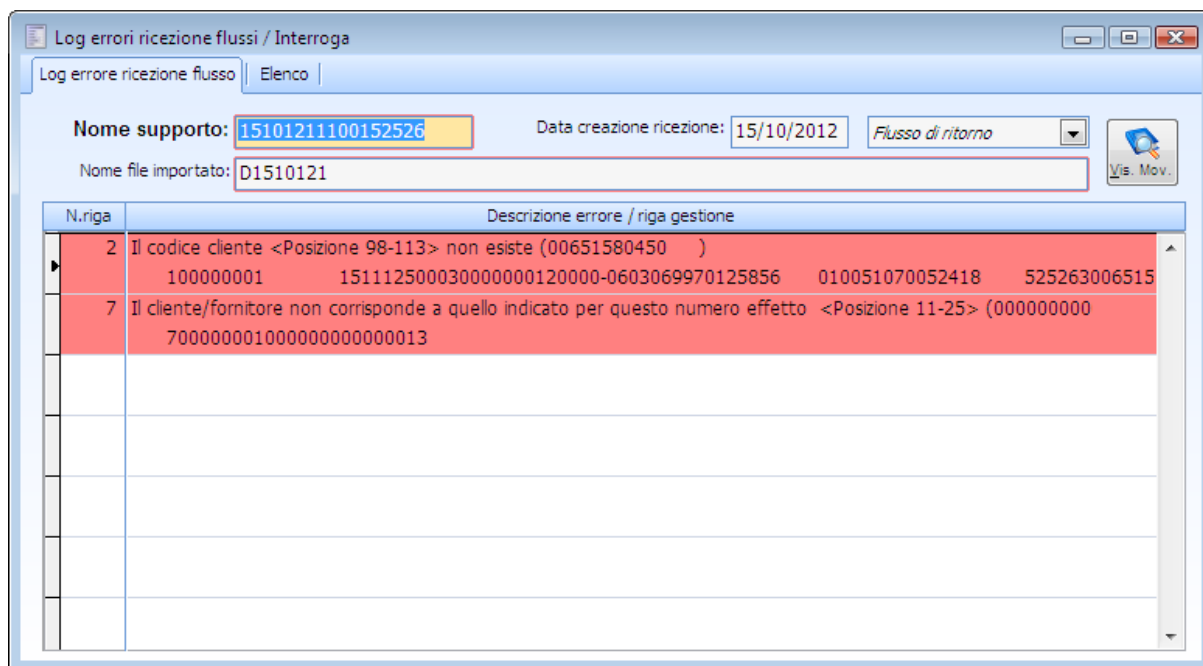 Log errori ricezione flussi / Interroga
Log errore ricezione flusso Elenco
Nome supporto: 15101211100152526 Data creazione ricezione: 15/10/2012 Flusso di ritorno
Nome file importato: D1510121 Vis. Mov.
N.riga Descrizione errore / riga gestione
2 Il codice cliente <Posizione 98-113> non esiste (00651580450 )
100000001 1511125000300000000120000-0603069970125856 010051070052418 525263006515
7 Il cliente/fornitore non corrisponde a quello indicato per questo numero effetto <Posizione 11-25> (000000000
700000001000000000000013